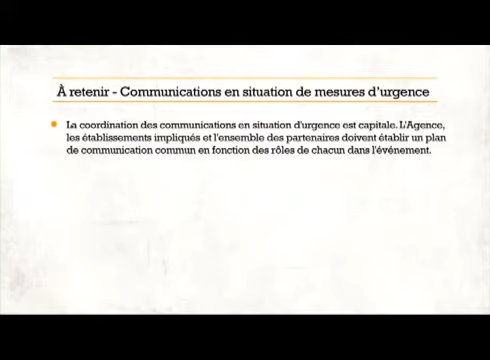 À retenir - Communications en situation de mesures d'urgence
La coordination des communications en situation d'urgence est capitale. L'Agence,
les établissements impliqués et l'ensemble des partenaires doivent établir un plan
de communication commun en fonction des rôles de chacun dans l'événement.